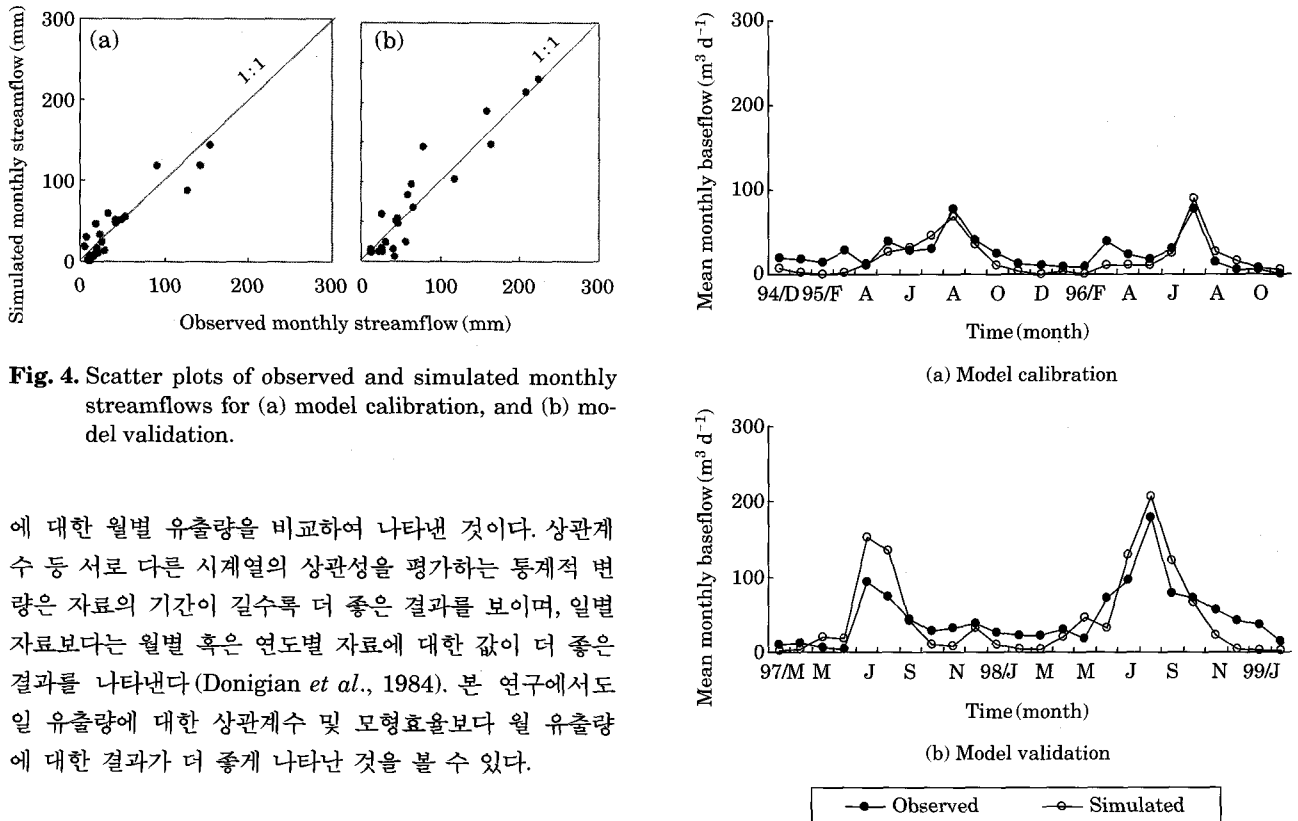 Simulated monthly streamflow (mm)
300
200
100
0
(a)
1:1
(b)
1:1
0 100 200 300
100 200 300
Observed monthly streamflow (mm)
Fig. 4. Scatter plots of observed and simulated monthly
streamflows for (a) model calibration, and (b) mo-
del validation.
에 대한 월별 유출량을 비교하여 나타낸 것이다. 상관계
수 등 서로 다른 시계열의 상관성을 평가하는 통계적 변
량은 자료의 기간이 길수록 더 좋은 결과를 보이며, 일별
자료보다는 월별 혹은 연도별 자료에 대한 값이 더 좋은
결과를 나타낸다 (Donigian et al., 1984). 본 연구에서도
일 유출량에 대한 상관계수 및 모형효율보다 월 유출량
에 대한 결과가 더 좋게 나타난 것을 볼 수 있다.
Mean monthly baseflow (m³ d⁻¹)
300
200
100
0
94/D 95/F A J A O D 96/F A J A O
Time (month)
(a) Model calibration
Mean monthly baseflow (m³ d⁻¹)
300
200
100
0
97/M M J S N 98/J M M J S N 99/J
Time (month)
(b) Model validation
Observed Simulated